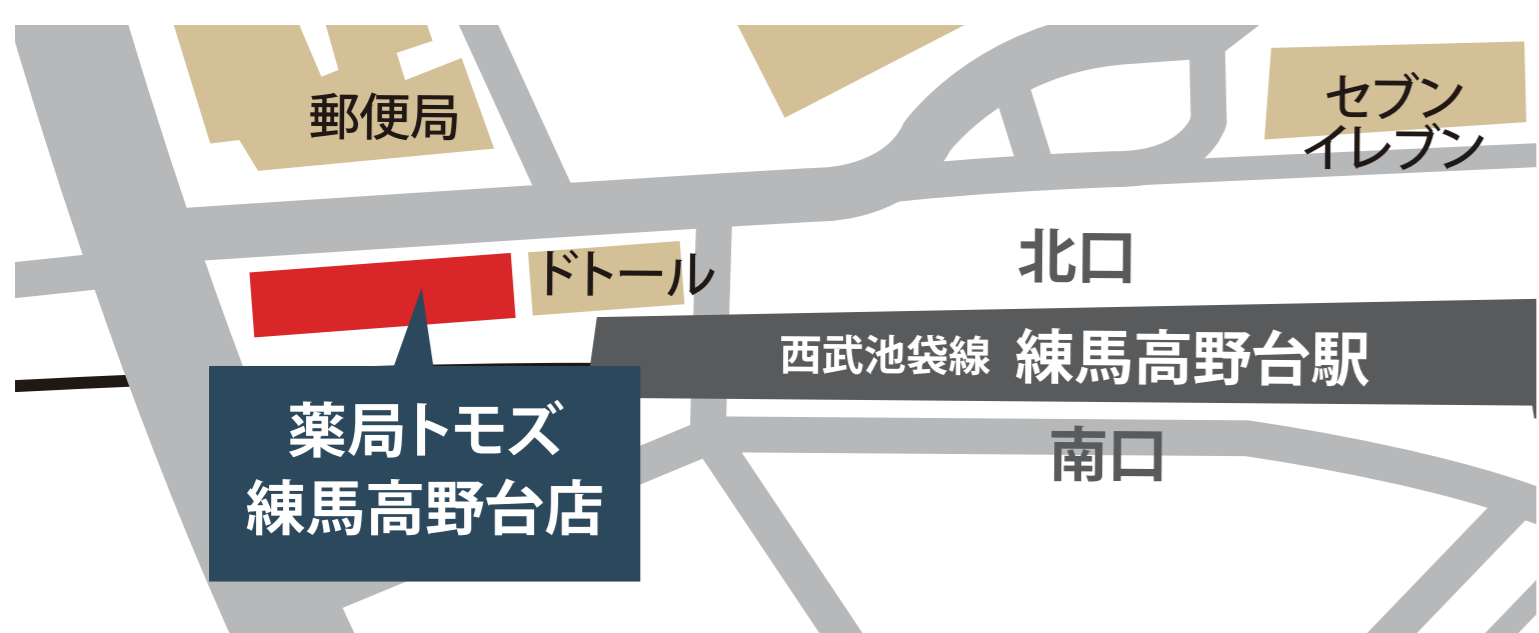 郵便局
セブン
イレブン
北口
ドトール
西武池袋線 練馬高野台駅
薬局トモズ
練馬高野台店
南口